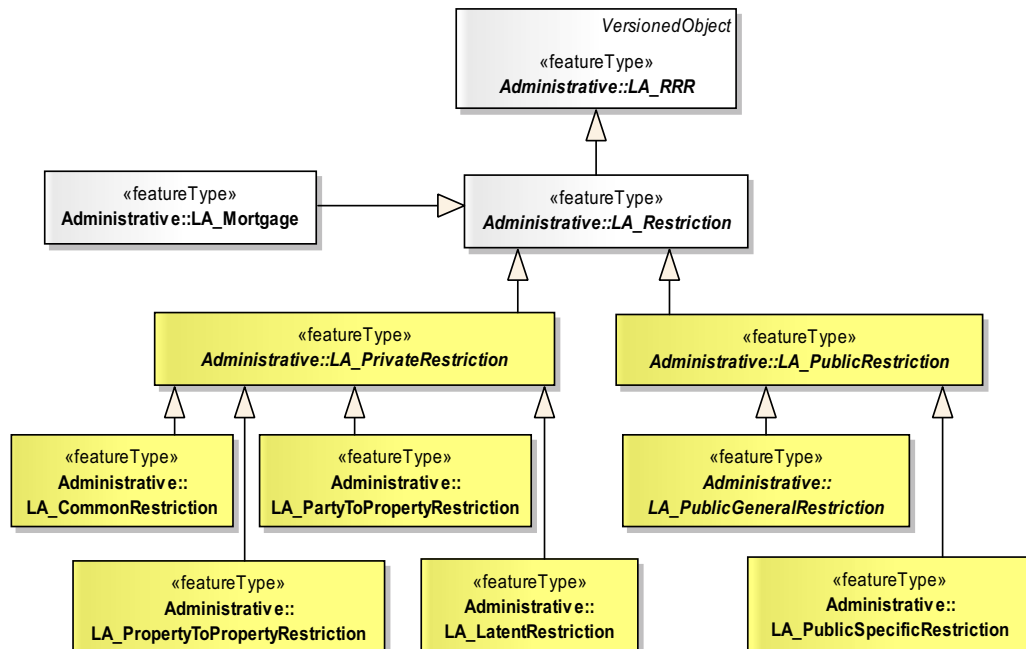 VersionedObject
«featureType»
Administrative::LA_RRR
«featureType»
Administrative::LA_Mortgage
«featureType»
Administrative::LA_Restriction
«featureType»
Administrative::LA_PrivateRestriction
«featureType»
Administrative::LA_PublicRestriction
«featureType»
Administrative::
LA_CommonRestriction
«featureType»
Administrative::
LA_PartyToPropertyRestriction
«featureType»
Administrative::
LA_PublicGeneralRestriction
«featureType»
Administrative::
LA_PropertyToPropertyRestriction
«featureType»
Administrative::
LA_LatentRestriction
«featureType»
Administrative::
LA_PublicSpecificRestriction